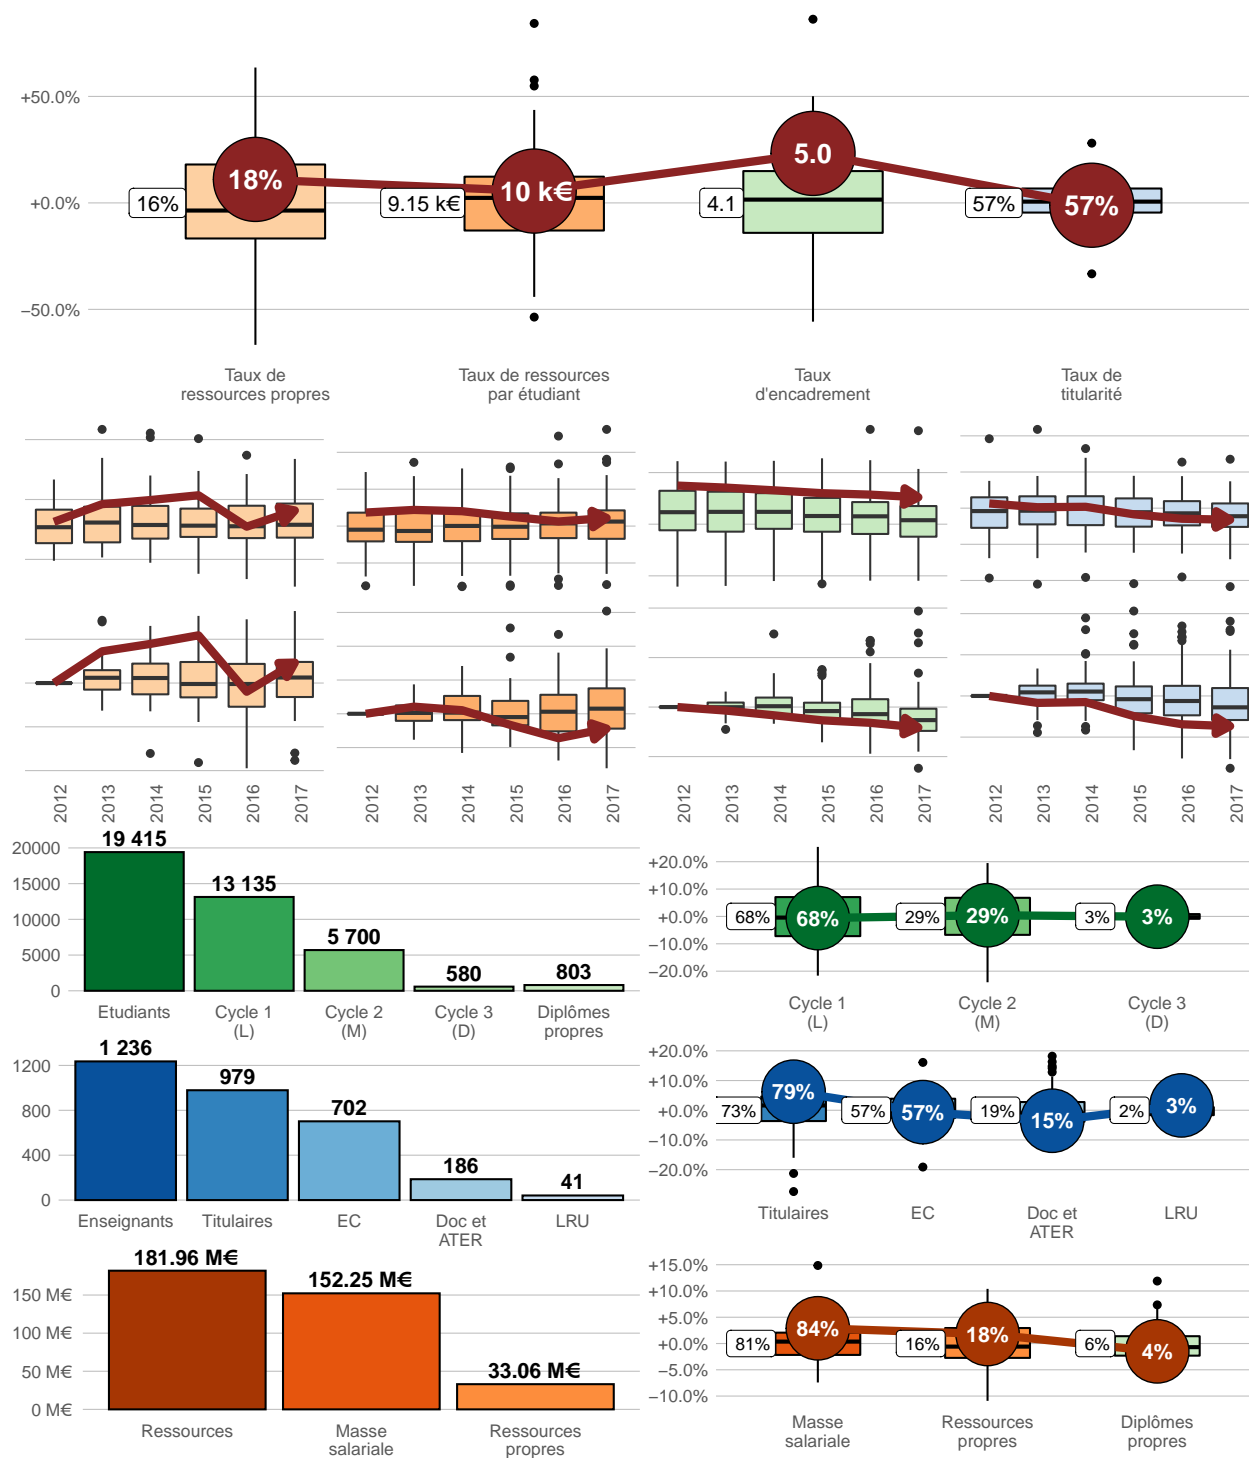 +50.0%
+0.0%
−50.0%
16%
18%
9.15 k€
10 k€
4.1
5.0
57%
57%
Taux de
ressources propres
Taux de ressources
par étudiant
Taux
d'encadrement
Taux de
titularité
2012
2013
2014
2015
2016
2017
2012
2013
2014
2015
2016
2017
2012
2013
2014
2015
2016
2017
2012
2013
2014
2015
2016
2017
20000
15000
10000
5000
0
19 415
13 135
5 700
580
803
Etudiants
Cycle 1
(L)
Cycle 2
(M)
Cycle 3
(D)
Diplômes
propres
+20.0%
+10.0%
+0.0%
−10.0%
−20.0%
68%
68%
29%
29%
3%
3%
Cycle 1
(L)
Cycle 2
(M)
Cycle 3
(D)
1200
800
400
0
1 236
979
702
186
41
Enseignants
Titulaires
EC
Doc et
ATER
LRU
+20.0%
+10.0%
+0.0%
−10.0%
−20.0%
73%
79%
57%
57%
19%
15%
2%
3%
Titulaires
EC
Doc et
ATER
LRU
150 M€
100 M€
50 M€
0 M€
181.96 M€
152.25 M€
33.06 M€
Ressources
Masse
salariale
Ressources
propres
+15.0%
+10.0%
+5.0%
+0.0%
−5.0%
−10.0%
81%
84%
16%
18%
6%
4%
Masse
salariale
Ressources
propres
Diplômes
propres